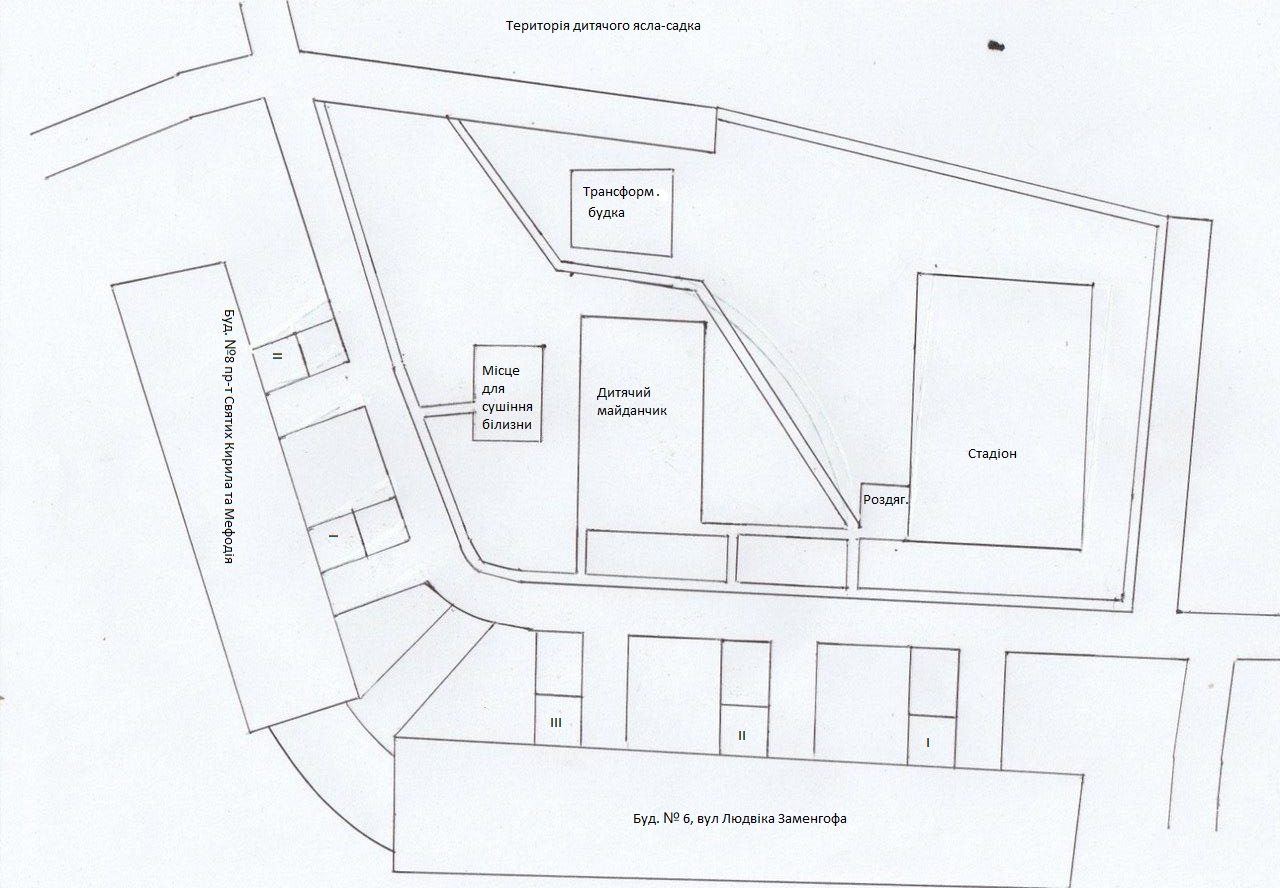 Територія дитячого ясла-садка
Трансформ.
будка
Буд. №8 пр-т Святих Кирила та Мефодія
II
Місце
для
сушіння
білизни
Дитячий
майданчик
Стадіон
Роздяг.
I
III
II
I
Буд. № 6, вул Людвіка Заменгофа